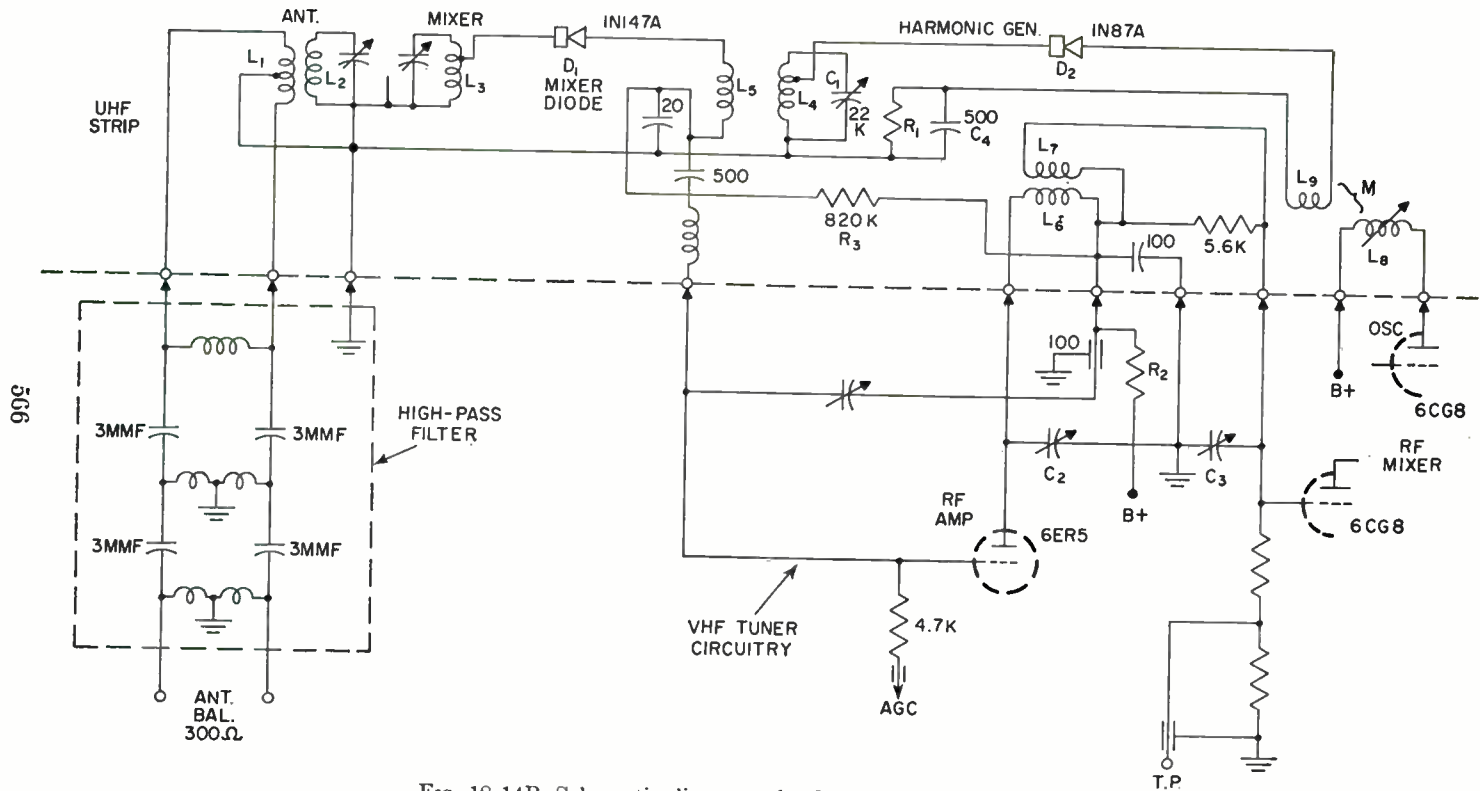 ANT.
MIXER
IN147A
HARMONIC GEN.
IN87A
L1
L2
L3
D1
MIXER
DIODE
L5
L4
C1
22
K
D2
UHF
STRIP
20
R1
500
C4
500
L7
L6
L9
M
820K
R3
100
5.6K
L8
OSC
100
R2
B+
6CG8
3MMF
3MMF
HIGH-PASS
FILTER
C2
C3
RF
MIXER
RF
AMP
B+
6ER5
6CG8
3MMF
3MMF
VHF TUNER
CIRCUITRY
4.7K
AGC
ANT.
BAL.
300Ω
T.P.
506